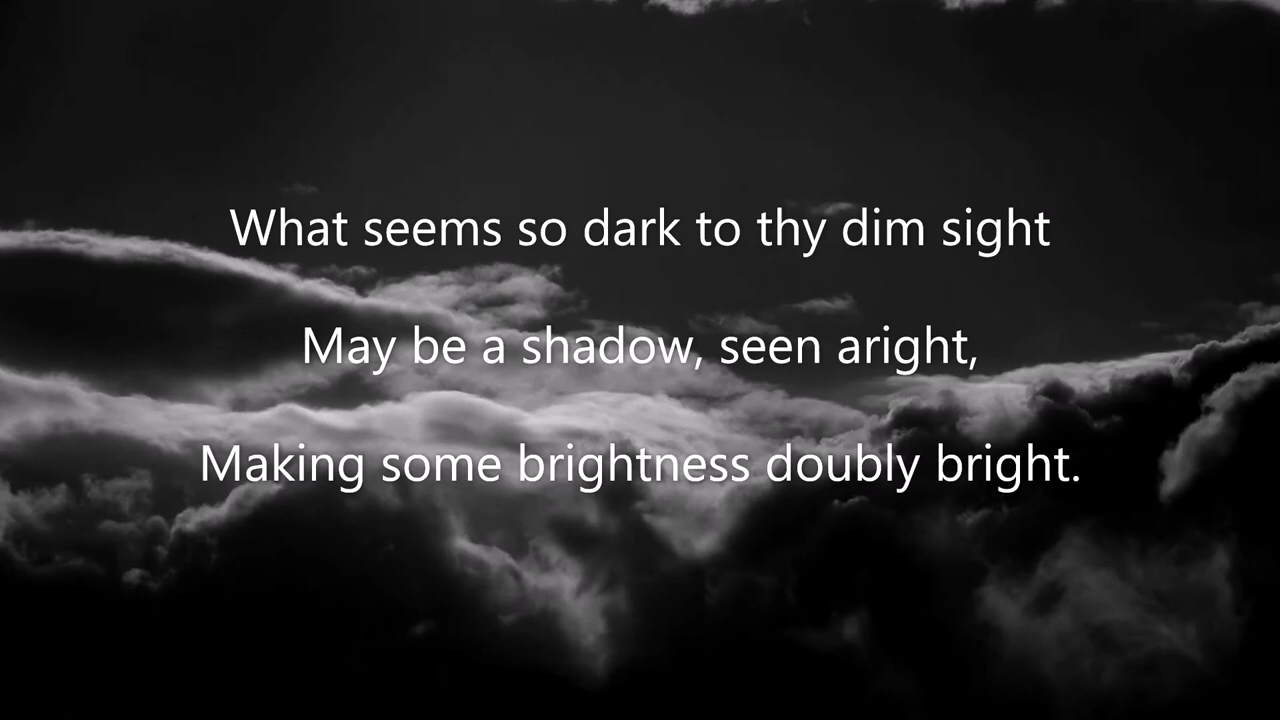 What seems so dark to thy dim sight
May be a shadow, seen aright,
Making some brightness doubly bright.